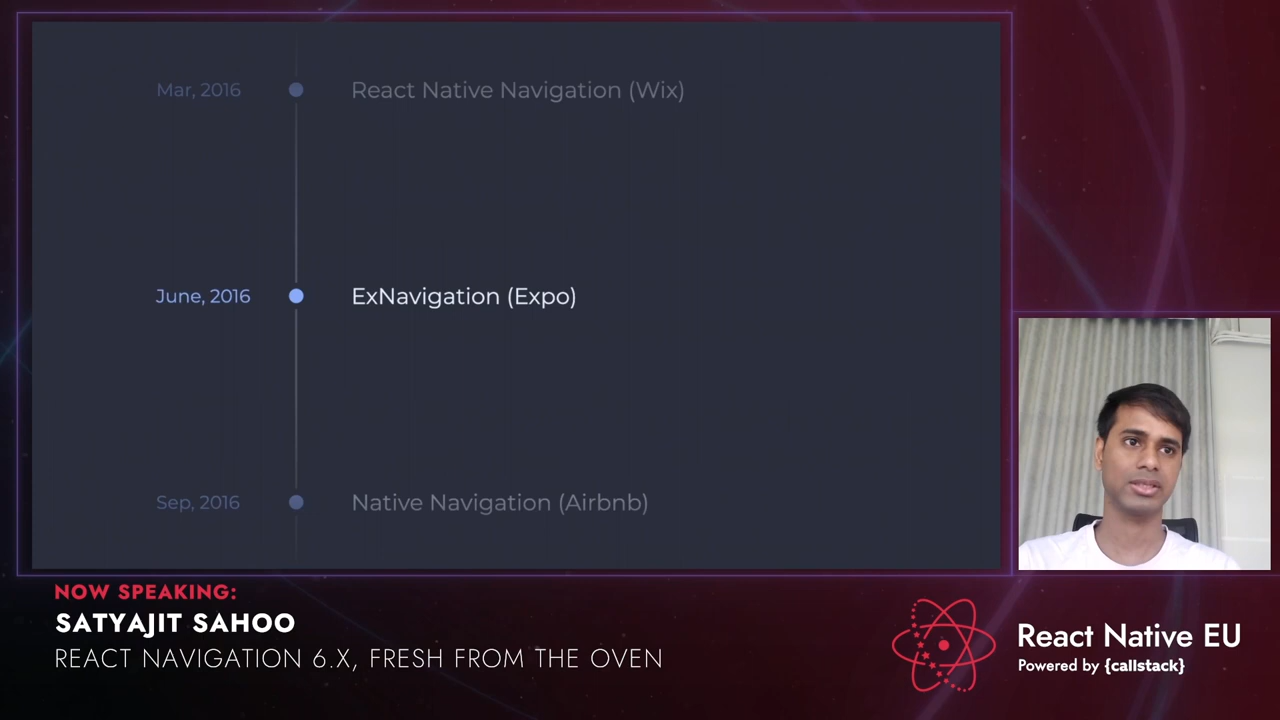 Mar, 2016 React Native Navigation (Wix)
June, 2016 ExNavigation (Expo)
Sep, 2016 Native Navigation (Airbnb)
NOW SPEAKING:
SATYAJIT SAHOO
REACT NAVIGATION 6.X, FRESH FROM THE OVEN
React Native EU
Powered by {callstack}